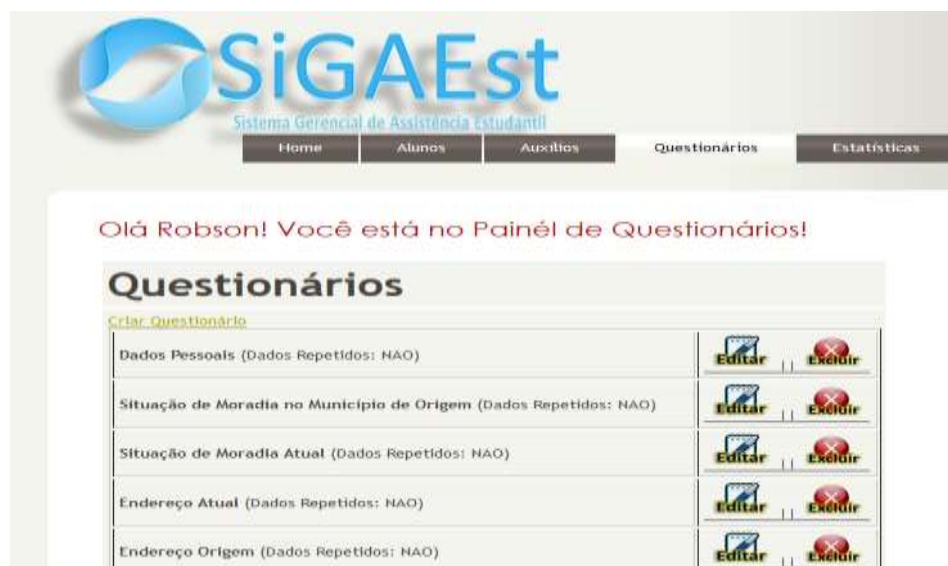 SiGAEst
Sistema Gerencial de Assistência Estudantil
Home Alunos Auxílios Questionários Estatísticas
Olá Robson! Você está no Painél de Questionários!
Questionários
Criar Questionário
Dados Pessoais (Dados Repetidos: NAO) Editar || Excluir
Situação de Moradia no Município de Origem (Dados Repetidos: NAO) Editar || Excluir
Situação de Moradia Atual (Dados Repetidos: NAO) Editar || Excluir
Endereço Atual (Dados Repetidos: NAO) Editar || Excluir
Endereço Origem (Dados Repetidos: NAO) Editar || Excluir